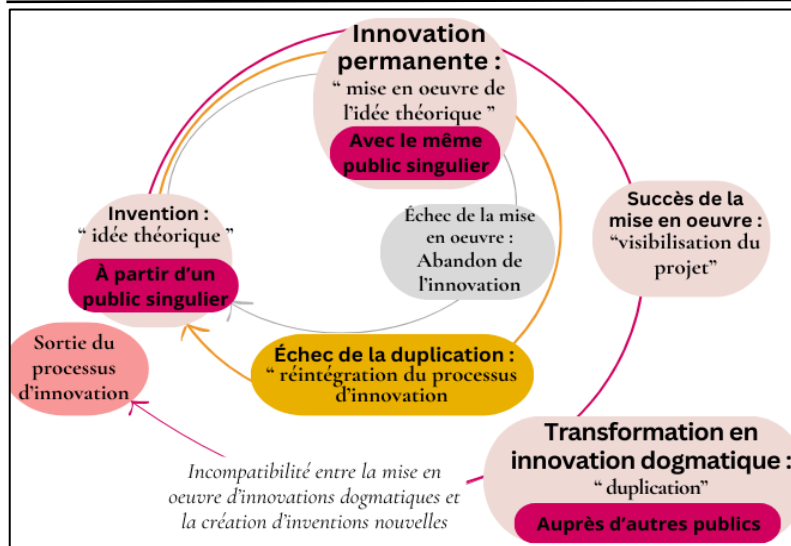 Innovation
permanente :
“ mise en oeuvre de
l’idée théorique ”
Avec le même
public singulier
Invention :
“ idée théorique ”
À partir d’un
public singulier
Échec de la mise
en oeuvre :
Abandon de
l’innovation
Succès de la
mise en oeuvre :
“visibilisation du
projet”
Sortie du
processus
d’innovation
Échec de la duplication :
“ réintégration du processus
d’innovation
Transformation en
innovation dogmatique :
“ duplication”
Auprès d’autres publics
Incompatibilité entre la mise en
oeuvre d’innovations dogmatiques et
la création d’inventions nouvelles